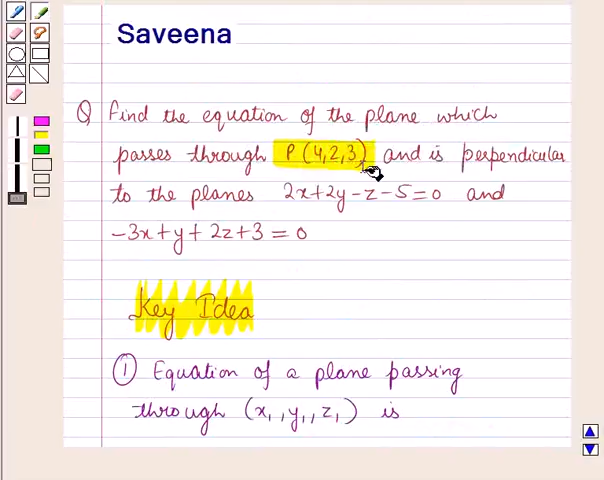 Saveena
Q Find the equation of the plane which
passes through P(4,2,3) and is perpendicular
to the planes 2x+2y-z-5=0 and
-3x+y+2z+3=0
Key Idea
① Equation of a plane passing
through (x₁,y₁,z₁) is